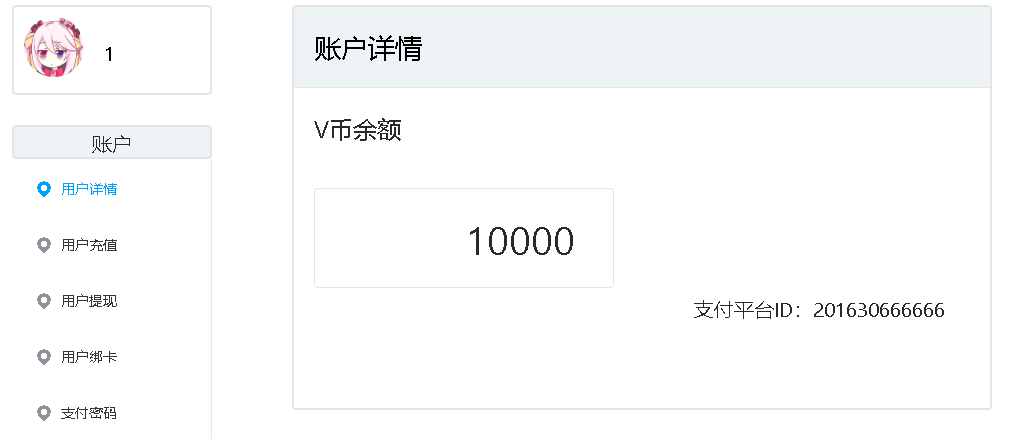 1
账户
用户详情
用户充值
用户提现
用户绑卡
支付密码
账户详情
V币余额
10000
支付平台ID：201630666666